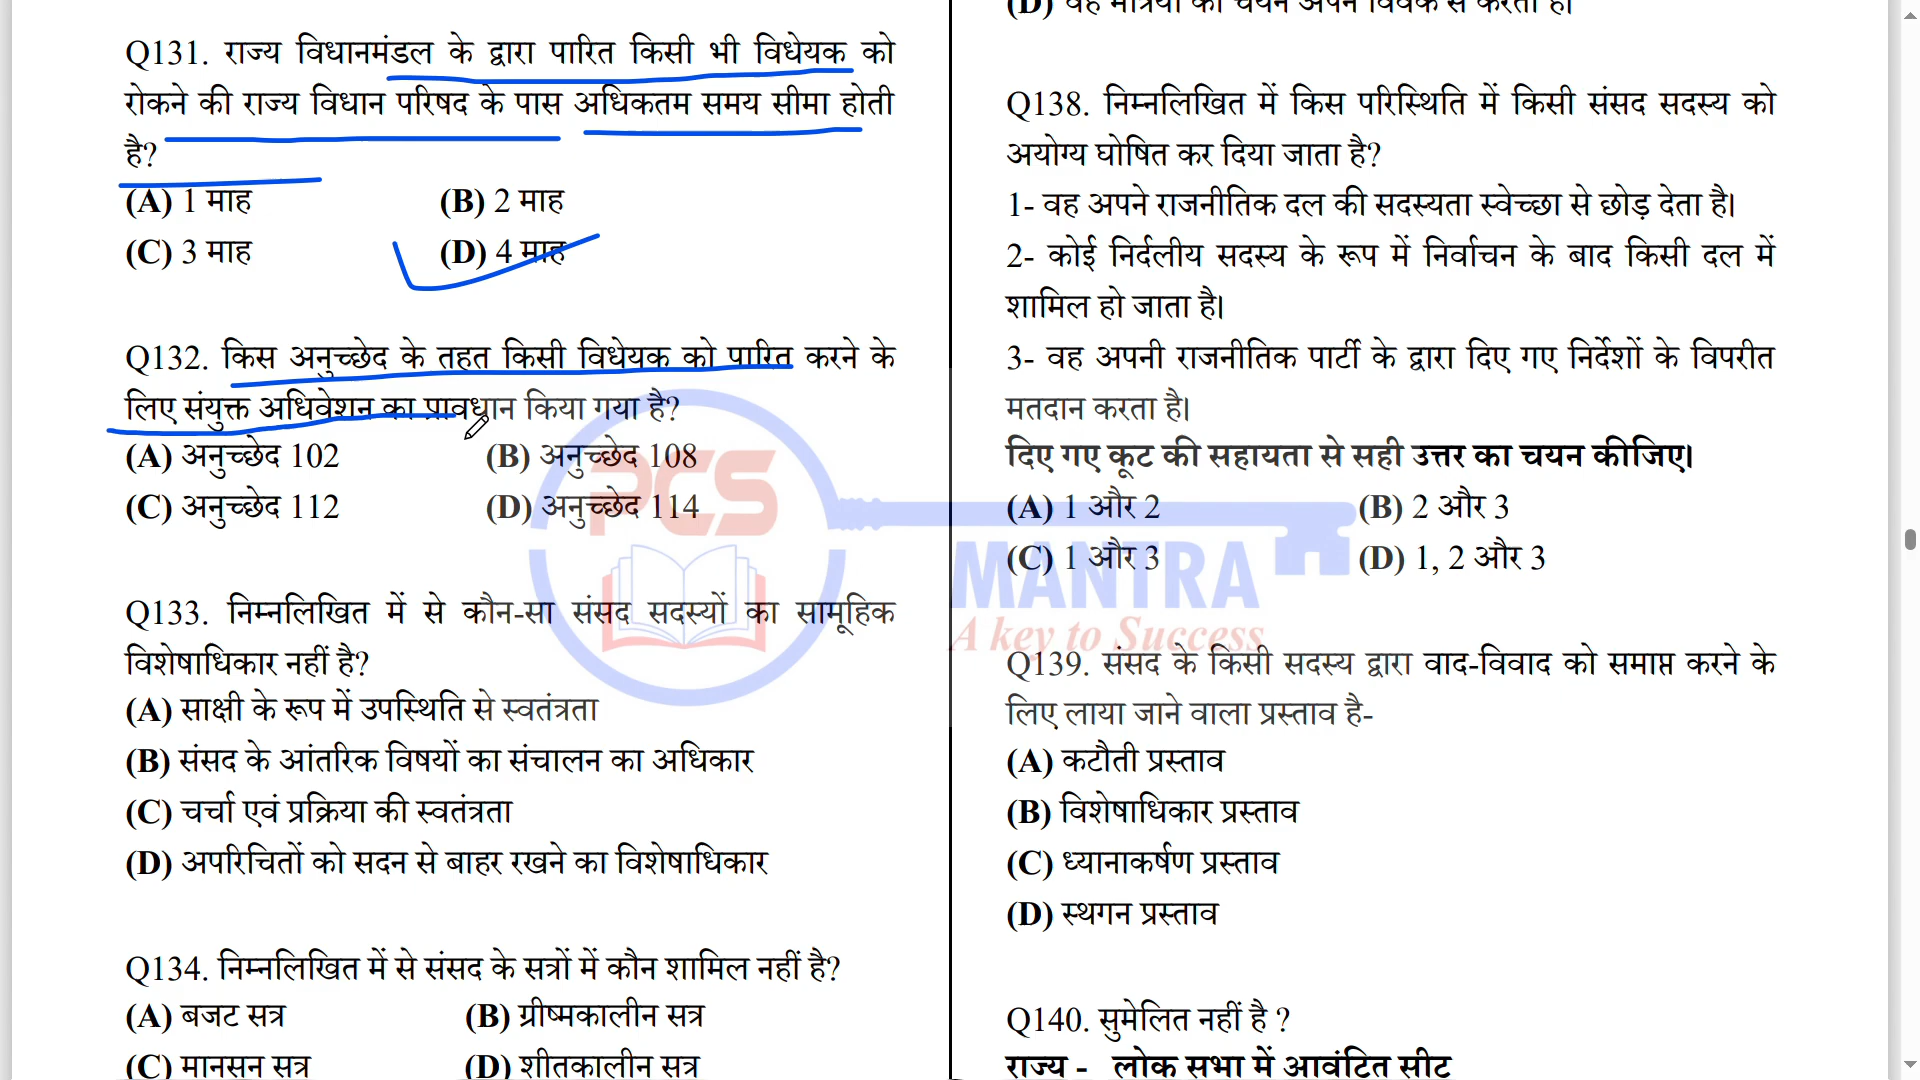 Q131. राज्य विधानमंडल के द्वारा पारित किसी भी विधेयक को
रोकने की राज्य विधान परिषद के पास अधिकतम समय सीमा होती
है?
(A) 1 माह (B) 2 माह
(C) 3 माह (D) 4 माह
Q132. किस अनुच्छेद के तहत किसी विधेयक को पारित करने के
लिए संयुक्त अधिवेशन का प्रावधान किया गया है?
(A) अनुच्छेद 102 (B) अनुच्छेद 108
(C) अनुच्छेद 112 (D) अनुच्छेद 114
Q133. निम्नलिखित में से कौन-सा संसद सदस्यों का सामूहिक
विशेषाधिकार नहीं है?
(A) साक्षी के रूप में उपस्थिति से स्वतंत्रता
(B) संसद के आंतरिक विषयों का संचालन का अधिकार
(C) चर्चा एवं प्रक्रिया की स्वतंत्रता
(D) अपरिचितों को सदन से बाहर रखने का विशेषाधिकार
Q134. निम्नलिखित में से संसद के सत्रों में कौन शामिल नहीं है?
(A) बजट सत्र (B) ग्रीष्मकालीन सत्र
(C) मानसून सत्र (D) शीतकालीन सत्र
(D) वह मंत्रियों का चयन अपने विवेक से करता है।
Q138. निम्नलिखित में किस परिस्थिति में किसी संसद सदस्य को
अयोग्य घोषित कर दिया जाता है?
1- वह अपने राजनीतिक दल की सदस्यता स्वेच्छा से छोड़ देता है।
2- कोई निर्दलीय सदस्य के रूप में निर्वाचन के बाद किसी दल में
शामिल हो जाता है।
3- वह अपनी राजनीतिक पार्टी के द्वारा दिए गए निर्देशों के विपरीत
मतदान करता है।
दिए गए कूट की सहायता से सही उत्तर का चयन कीजिए।
(A) 1 और 2 (B) 2 और 3
(C) 1 और 3 (D) 1, 2 और 3
Q139. संसद के किसी सदस्य द्वारा वाद-विवाद को समाप्त करने के
लिए लाया जाने वाला प्रस्ताव है-
(A) कटौती प्रस्ताव
(B) विशेषाधिकार प्रस्ताव
(C) ध्यानाकर्षण प्रस्ताव
(D) स्थगन प्रस्ताव
Q140. सुमेलित नहीं है ?
राज्य - लोक सभा में आवंटित सीट
PCS
MANTRA
A key to Success